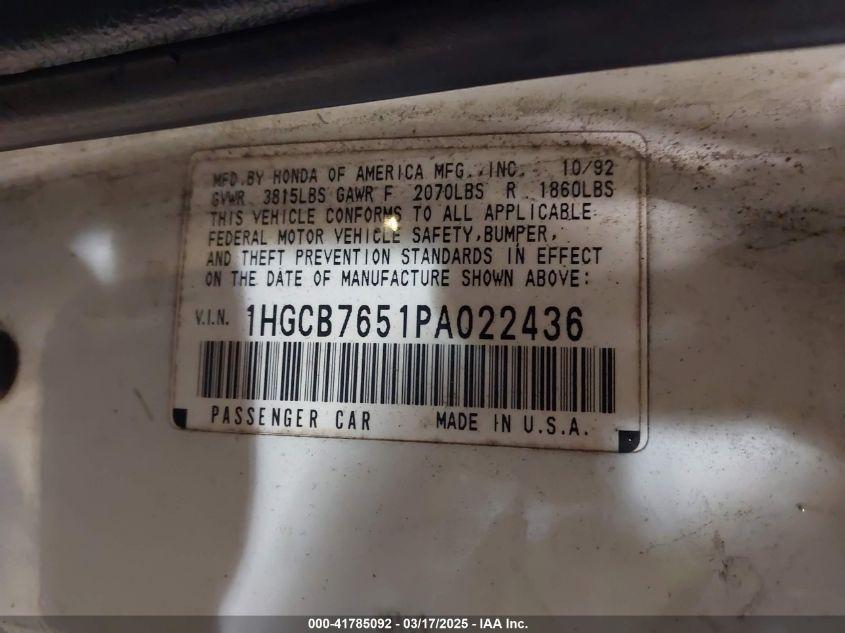 MFD. BY HONDA OF AMERICA MFG., INC. 10/92
GVWR 3815LBS GAWR F 2070LBS R 1860LBS
THIS VEHICLE CONFORMS TO ALL APPLICABLE
FEDERAL MOTOR VEHICLE SAFETY, BUMPER,
AND THEFT PREVENTION STANDARDS IN EFFECT
ON THE DATE OF MANUFACTURE SHOWN ABOVE:
V.I.N. 1HGCB7651PA022436
PASSENGER CAR MADE IN U.S.A.
000-41785092 - 03/17/2025 - IAA Inc.